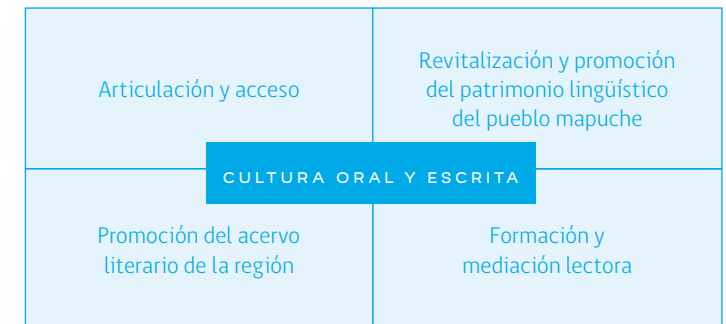 Articulación y acceso
Revitalización y promoción
del patrimonio lingüístico
del pueblo mapuche
CULTURA ORAL Y ESCRITA
Promoción del acervo
literario de la región
Formación y
mediación lectora